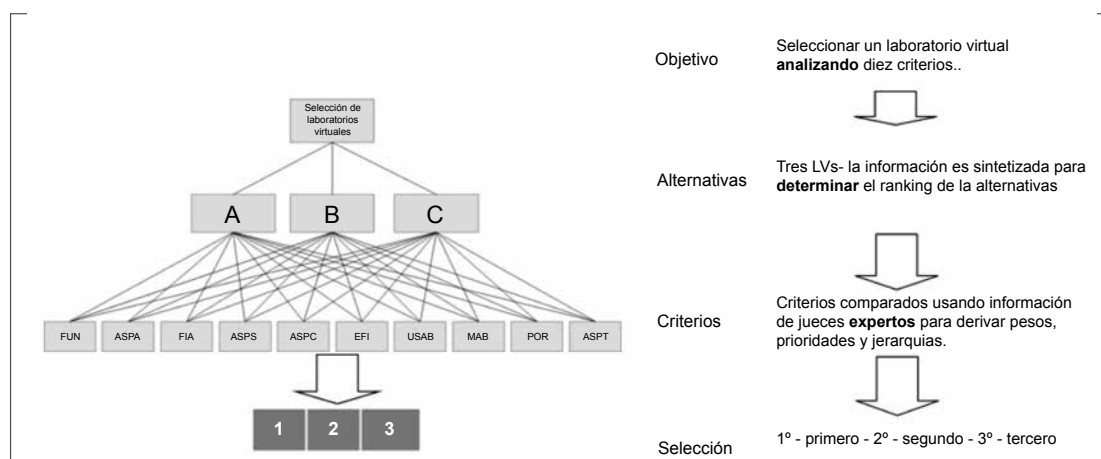 Selección de
laboratorios
virtuales
A B C
FUN ASPA FIA ASPS ASPC EFI USAB MAB POR ASPT
1 2 3
Objetivo
Seleccionar un laboratorio virtual
analizando diez criterios..
Alternativas
Tres LVs- la información es sintetizada para
determinar el ranking de la alternativas
Criterios
Criterios comparados usando información
de jueces expertos para derivar pesos,
prioridades y jerarquias.
Selección
1º - primero - 2º - segundo - 3º - tercero